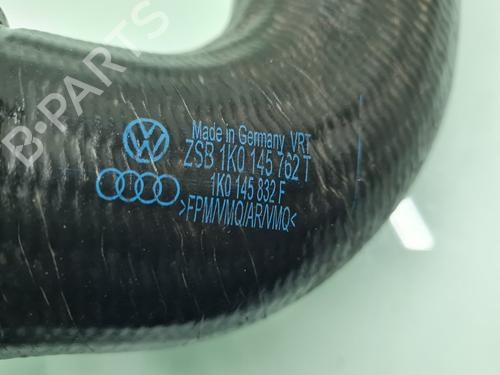 B-Parts
Made in Germany VRT
ZSB 1K0 145 762 T
1K0 145 832 F
>FPM/VMQ/AR/VMQ<